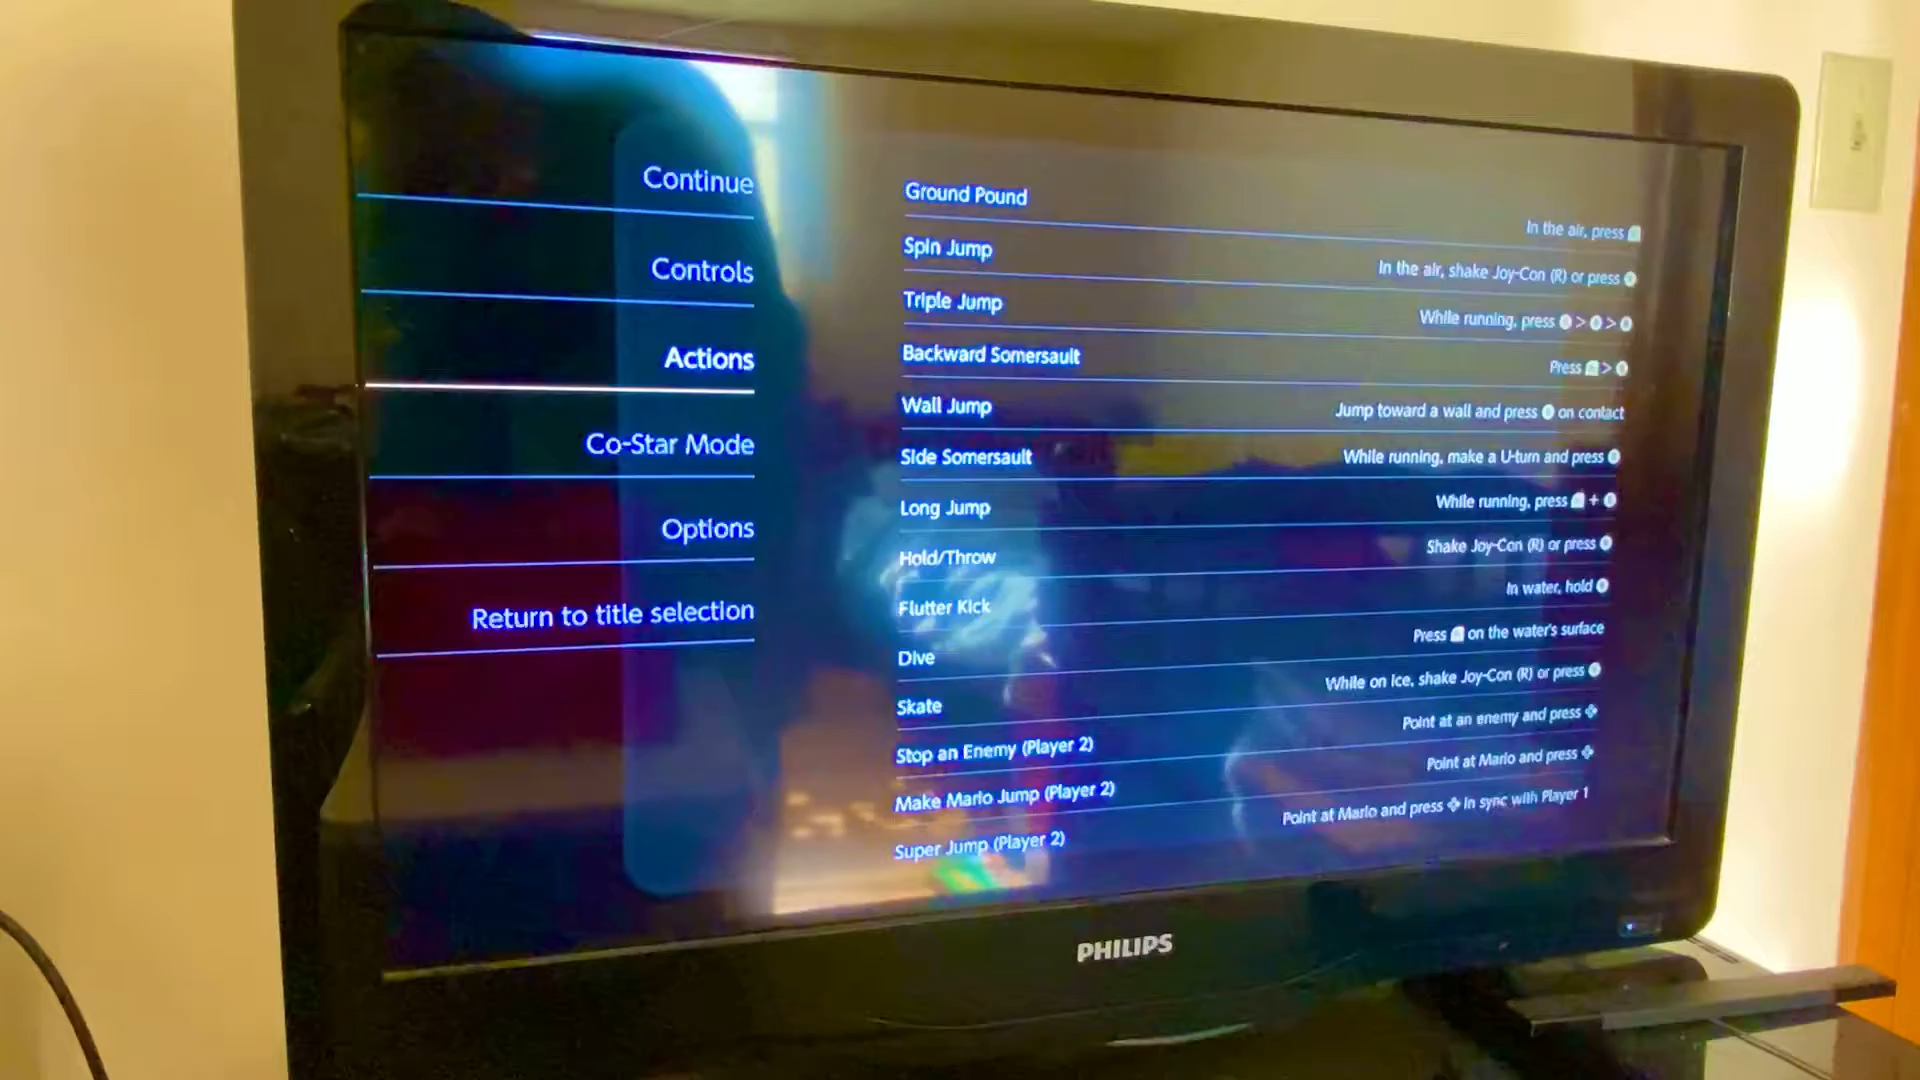 Continue
Controls
Actions
Co-Star Mode
Options
Return to title selection
Ground Pound
In the air, press
Spin Jump
In the air, shake Joy-Con (R) or press
Triple Jump
While running, press > >
Backward Somersault
Press >
Wall Jump
Jump toward a wall and press on contact
Side Somersault
While running, make a U-turn and press
Long Jump
While running, press +
Hold/Throw
Shake Joy-Con (R) or press
Flutter Kick
In water, hold
Dive
Press on the water's surface
Skate
While on ice, shake Joy-Con (R) or press
Stop an Enemy (Player 2)
Point at an enemy and press
Make Mario Jump (Player 2)
Point at Mario and press
Super Jump (Player 2)
Point at Mario and press in sync with Player 1
PHILIPS